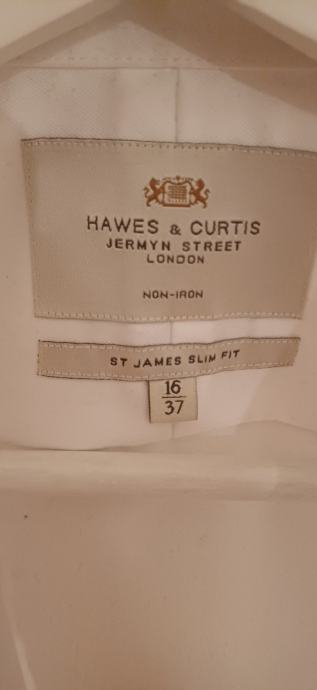 HAWES & CURTIS
JERMYN STREET
LONDON
NON-IRON
ST JAMES SLIM FIT
16
37